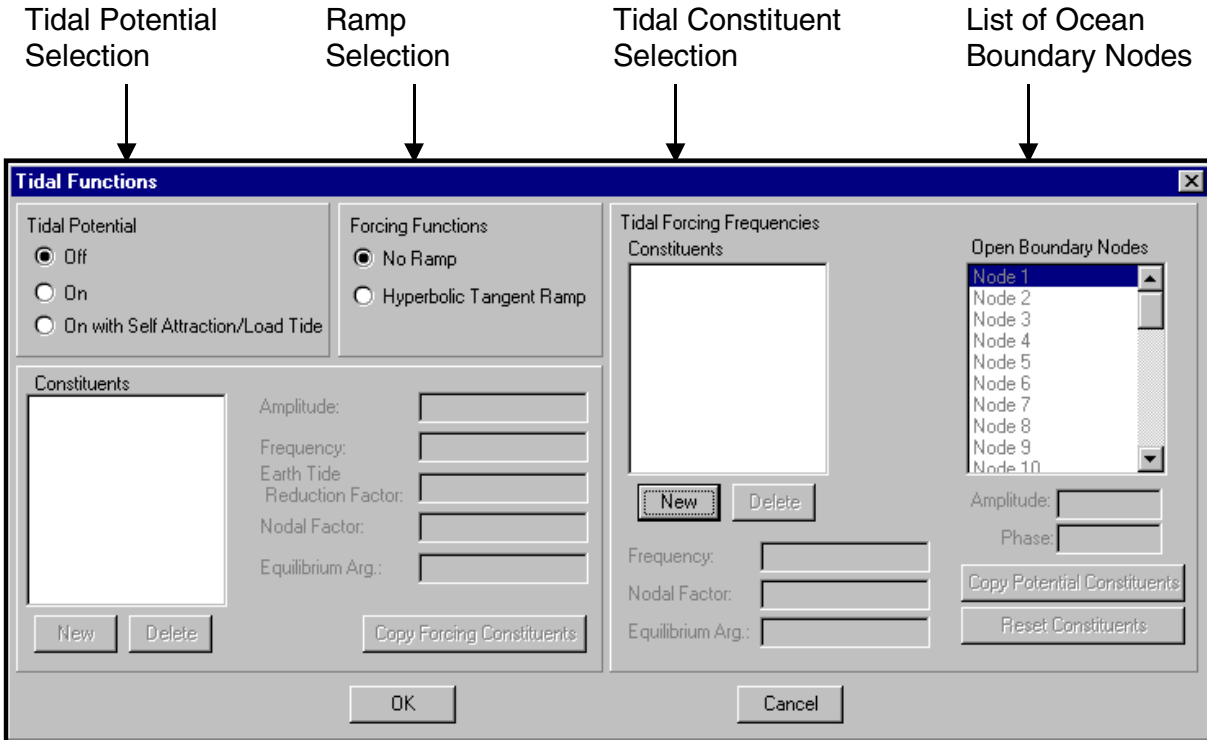 Tidal Potential
Selection
Ramp
Selection
Tidal Constituent
Selection
List of Ocean
Boundary Nodes
Tidal Functions
Tidal Potential
Off
On
On with Self Attraction/Load Tide
Forcing Functions
No Ramp
Hyperbolic Tangent Ramp
Constituents
Amplitude:
Frequency:
Earth Tide
Reduction Factor:
Nodal Factor:
Equilibrium Arg.:
New
Delete
Copy Forcing Constituents
Tidal Forcing Frequencies
Constituents
New
Delete
Frequency:
Nodal Factor:
Equilibrium Arg.:
Open Boundary Nodes
Node 1
Node 2
Node 3
Node 4
Node 5
Node 6
Node 7
Node 8
Node 9
Node 10
Amplitude:
Phase:
Copy Potential Constituents
Reset Constituents
OK
Cancel